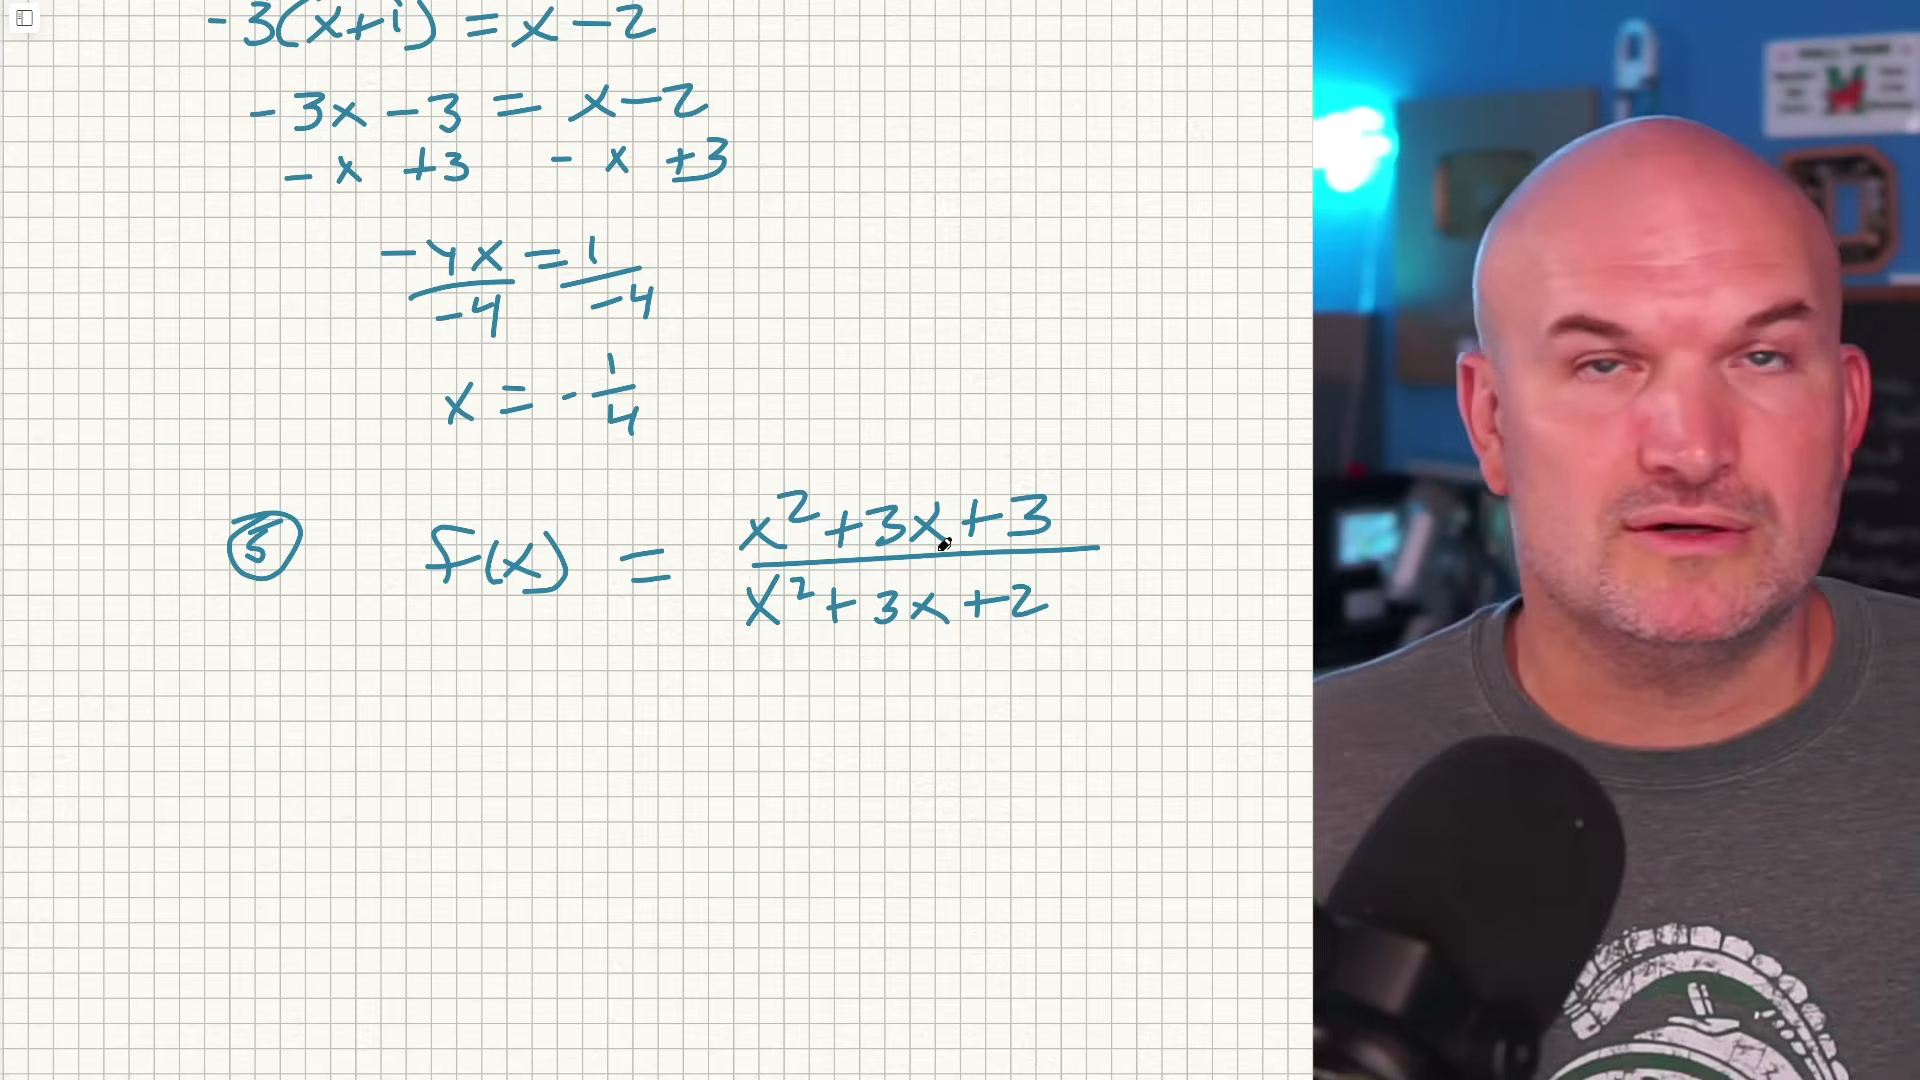 -3(x+1) = x-2
-3x-3 = x-2
-x +3 -x +3
-4x = 1
-4 -4
x = -1/4
5 f(x) = x²+3x+3
x²+3x+2